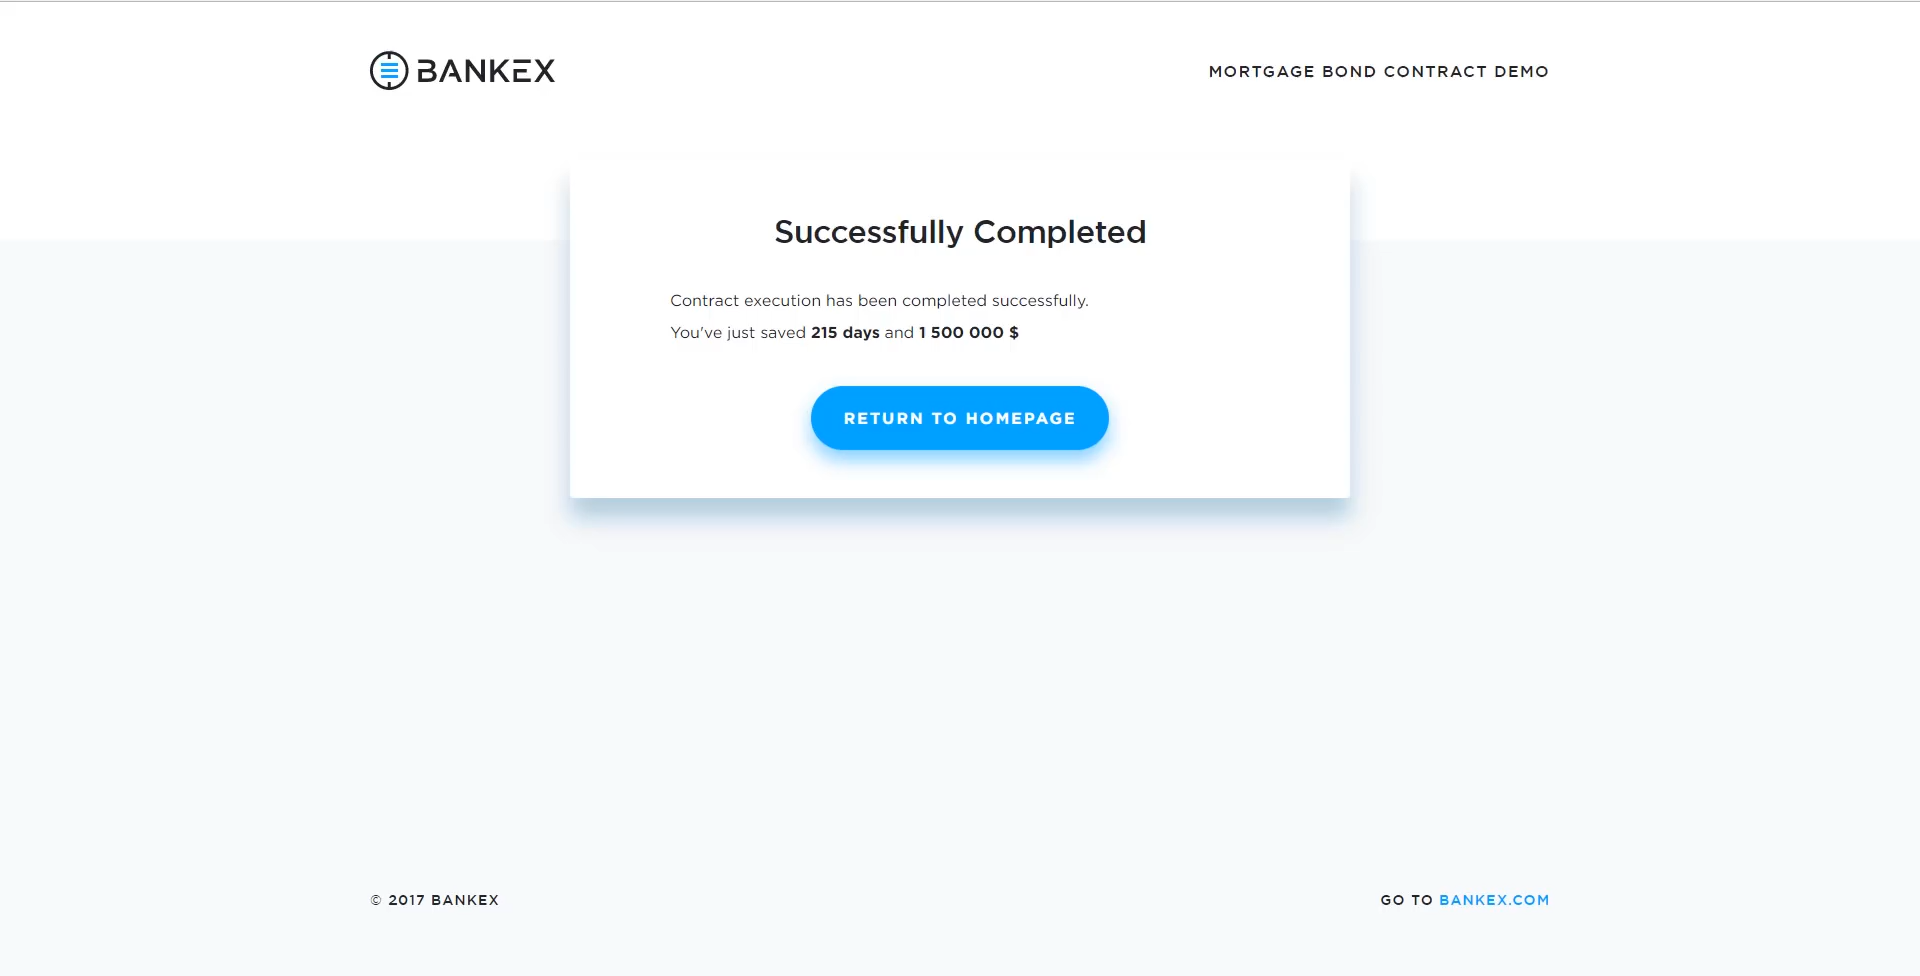 BANKEX
MORTGAGE BOND CONTRACT DEMO
Successfully Completed
Contract execution has been completed successfully.
You've just saved 215 days and 1 500 000 $
RETURN TO HOMEPAGE
© 2017 BANKEX
GO TO BANKEX.COM